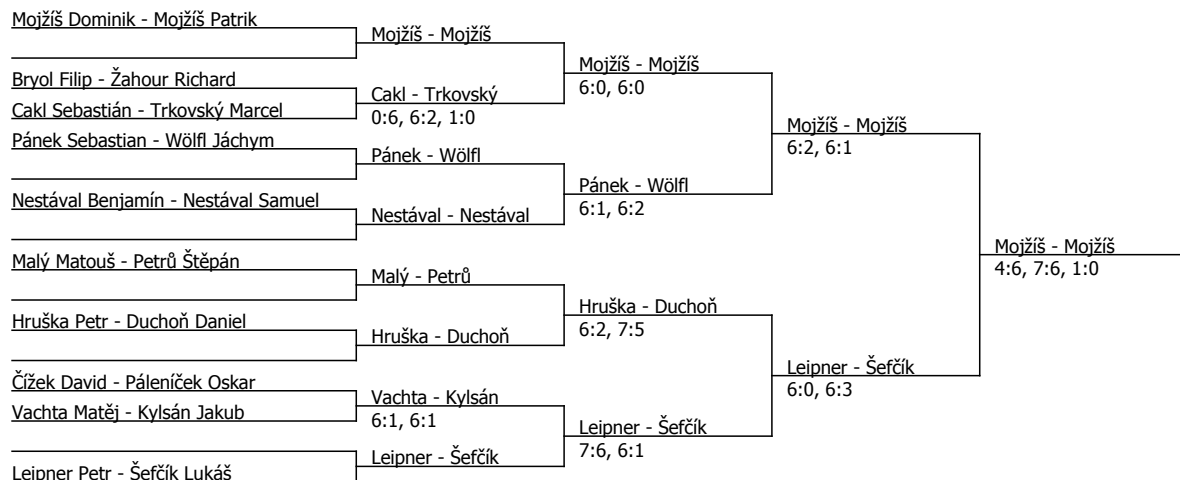 Mojžíš Dominik - Mojžíš Patrik
Bryol Filip - Žahour Richard
Cakl Sebastián - Trkovský Marcel
Pánek Sebastian - Wölfl Jáchym
Nestával Benjamín - Nestával Samuel
Malý Matouš - Petrů Štěpán
Hruška Petr - Duchoň Daniel
Čížek David - Páleníček Oskar
Vachta Matěj - Kylsán Jakub
Leipner Petr - Šefčík Lukáš
Mojžíš - Mojžíš
Cakl - Trkovský
0:6, 6:2, 1:0
Pánek - Wölfl
Nestával - Nestával
Malý - Petrů
Hruška - Duchoň
Vachta - Kylsán
6:1, 6:1
Leipner - Šefčík
Mojžíš - Mojžíš
6:0, 6:0
Pánek - Wölfl
6:1, 6:2
Hruška - Duchoň
6:2, 7:5
Leipner - Šefčík
7:6, 6:1
Mojžíš - Mojžíš
6:2, 6:1
Leipner - Šefčík
6:0, 6:3
Mojžíš - Mojžíš
4:6, 7:6, 1:0